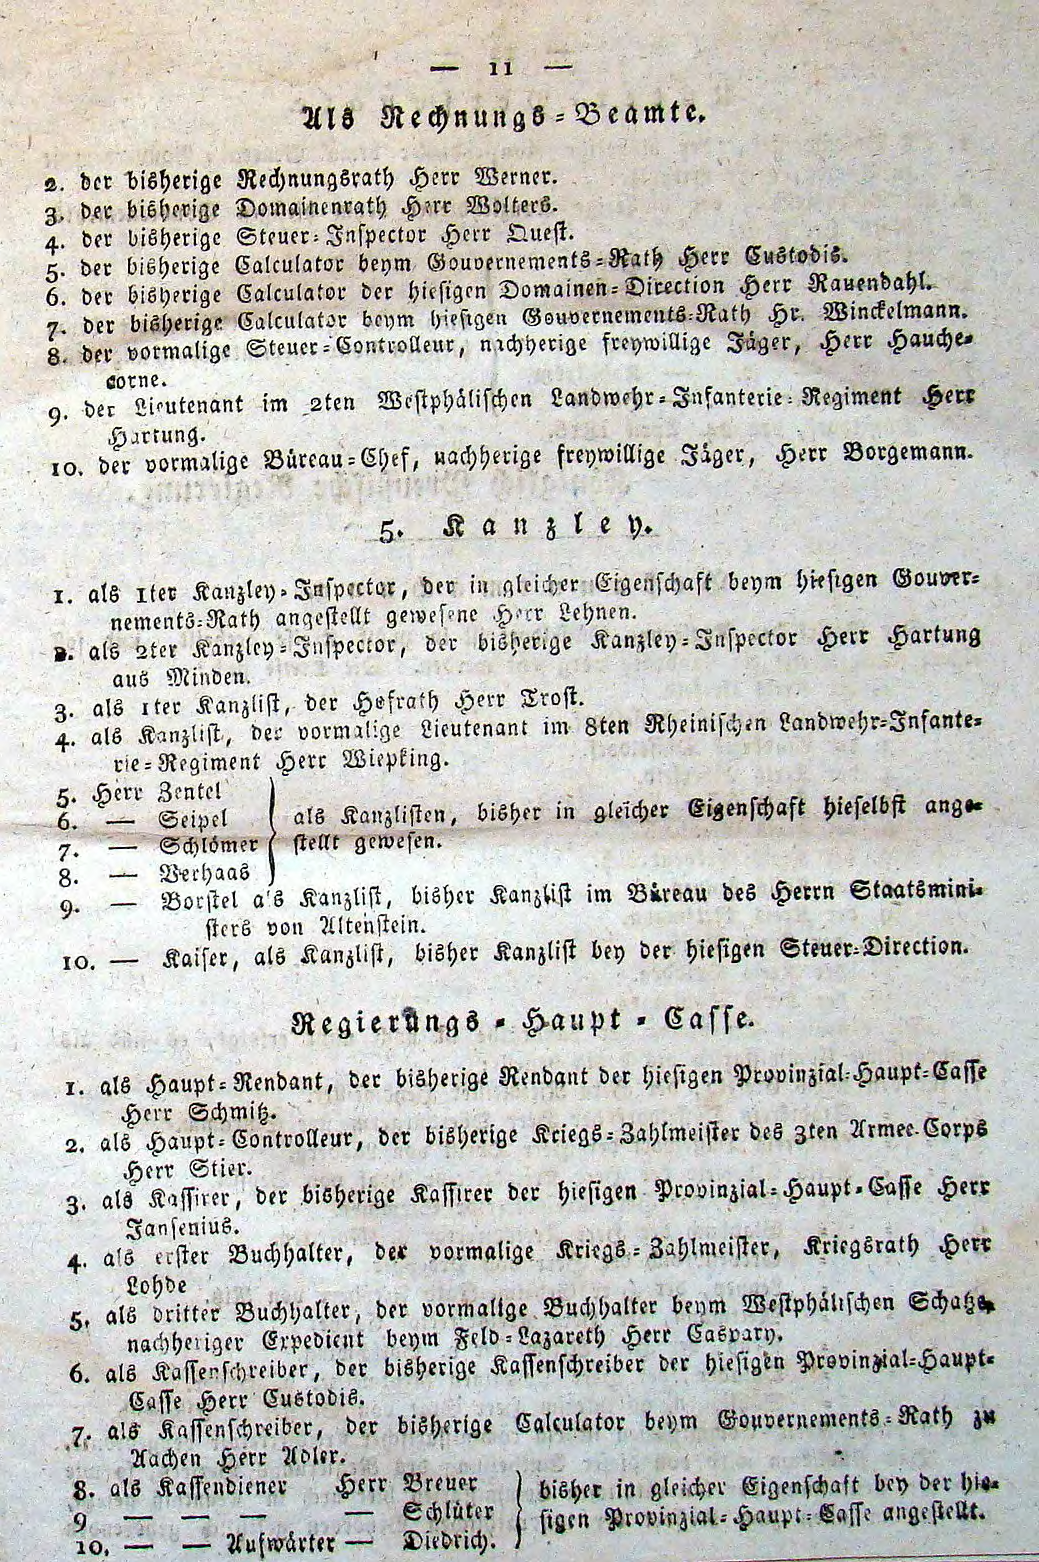 — 11 —
Als Rechnungs-Beamte.
2. der bisherige Rechnungsrath Herr Werner.
3. der bisherige Domainenrath Herr Wolters.
4. der bisherige Steuer-Inspector Herr Quest.
5. der bisherige Calculator beym Gouvernements-Rath Herr Custodis.
6. der bisherige Calculator der hiesigen Domainen-Direction Herr Rauendahl.
7. der bisherige Calculator beym hiesigen Gouvernements-Rath Hr. Winckelmann.
8. der vormalige Steuer-Controlleur, nachherige freywillige Jäger, Herr Hauche-
corne.
9. der Lieutenant im 2ten Westphälischen Landwehr-Infanterie-Regiment Herr
Hartung.
10. der vormalige Büreau-Chef, nachherige freywillige Jäger, Herr Borgemann.
5. Kanzley.
1. als 1ter Kanzley-Inspector, der in gleicher Eigenschaft beym hiesigen Gouver-
nements-Rath angestellt gewesene Herr Lehnen.
2. als 2ter Kanzley-Inspector, der bisherige Kanzley-Inspector Herr Hartung
aus Minden.
3. als 1ter Kanzlist, der Hofrath Herr Trost.
4. als Kanzlist, der vormalige Lieutenant im 8ten Rheinischen Landwehr-Infante-
rie-Regiment Herr Wiepking.
5. Herr Zentel
6. — Seipel } als Kanzlisten, bisher in gleicher Eigenschaft hieselbst ange-
7. — Schlömer } stellt gewesen.
8. — Verhaas
9. — Borstel als Kanzlist, bisher Kanzlist im Büreau des Herrn Staatsmini-
sters von Altenstein.
10. — Kaiser, als Kanzlist, bisher Kanzlist bey der hiesigen Steuer-Direction.
Regierungs-Haupt-Casse.
1. als Haupt-Rendant, der bisherige Rendant der hiesigen Provinzial-Haupt-Casse
Herr Schmitz.
2. als Haupt-Controlleur, der bisherige Kriegs-Zahlmeister des 3ten Armee-Corps
Herr Stier.
3. als Kassirer, der bisherige Kassirer der hiesigen Provinzial-Haupt-Casse Herr
Jansenius.
4. als erster Buchhalter, der vormalige Kriegs-Zahlmeister, Kriegsrath Herr
Lohde
5. als dritter Buchhalter, der vormalige Buchhalter beym Westphälischen Schatze,
nachheriger Expedient beym Feld-Lazareth Herr Caspary.
6. als Kassenschreiber, der bisherige Kassenschreiber der hiesigen Provinzial-Haupt-
Casse Herr Custodis.
7. als Kassenschreiber, der bisherige Calculator beym Gouvernements-Rath zu
Aachen Herr Adler.
8. als Kassendiener Herr Breuer } bisher in gleicher Eigenschaft bey der hie-
9 — — — — Schlüter } sigen Provinzial-Haupt-Casse angestellt.
10. — — Aufwärter — Diedrich.